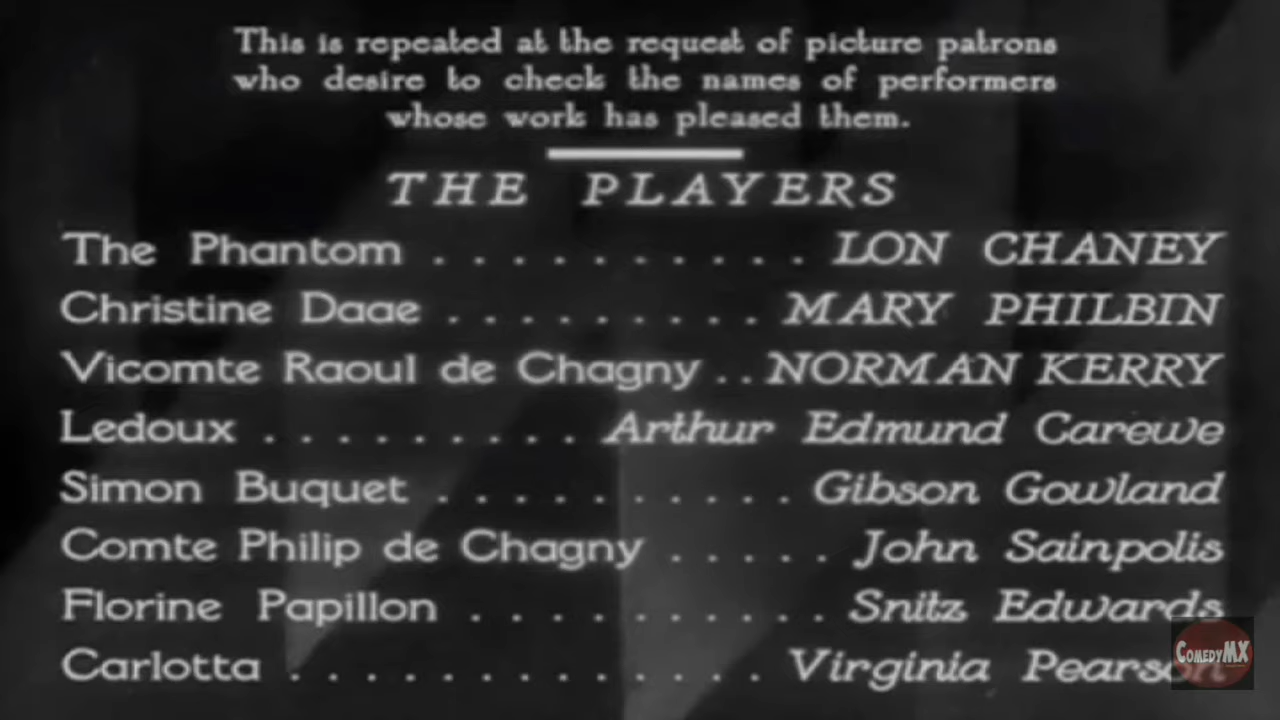 This is repeated at the request of picture patrons
who desire to check the names of performers
whose work has pleased them.
THE PLAYERS
The Phantom . . . . . . . . . . LON CHANEY
Christine Daae . . . . . . . . . MARY PHILBIN
Vicomte Raoul de Chagny . . NORMAN KERRY
Ledoux . . . . . . . . . . Arthur Edmund Carewe
Simon Buquet . . . . . . . . . . Gibson Gowland
Comte Philip de Chagny . . . . . John Sainpolis
Florine Papillon . . . . . . . . . . Snitz Edwards
Carlotta . . . . . . . . . . . . . . Virginia Pearson
COMEDYMX